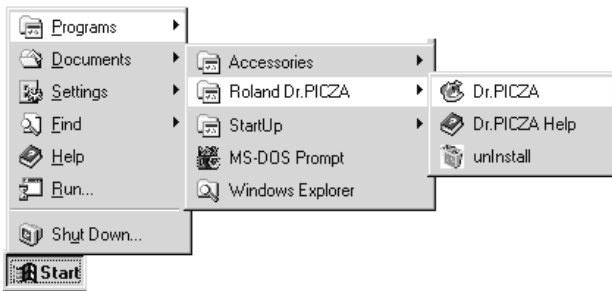 Programs
Documents
Settings
Find
Help
Run...
Shut Down...
Start
Accessories
Roland Dr.PICZA
StartUp
MS-DOS Prompt
Windows Explorer
Dr.PICZA
Dr.PICZA Help
unInstall